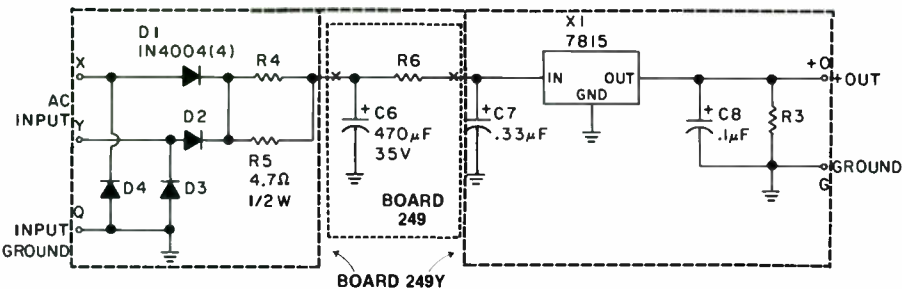 D1
1N4004(4)
X
R4
R6
X1
7815
IN
OUT
GND
+O
+OUT
AC
INPUT
Y
D2
R5
4.7Ω
1/2 W
+
C6
470µF
35V
+
C7
.33µF
+
C8
.1µF
R3
D4
D3
Q
INPUT
GROUND
BOARD
249
GROUND
G
BOARD 249Y